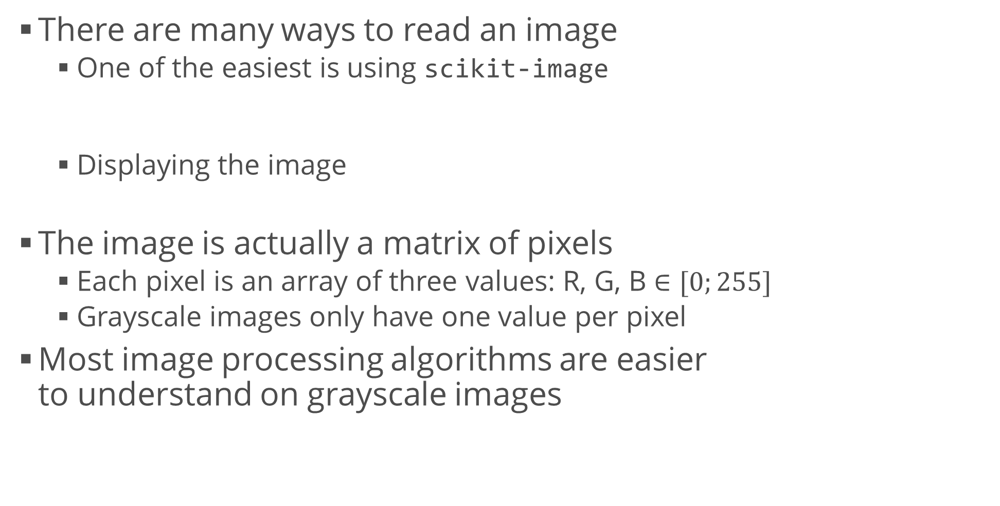 ▪ There are many ways to read an image
▪ One of the easiest is using scikit-image
▪ Displaying the image
▪ The image is actually a matrix of pixels
▪ Each pixel is an array of three values: R, G, B ∈ [0; 255]
▪ Grayscale images only have one value per pixel
▪ Most image processing algorithms are easier
to understand on grayscale images